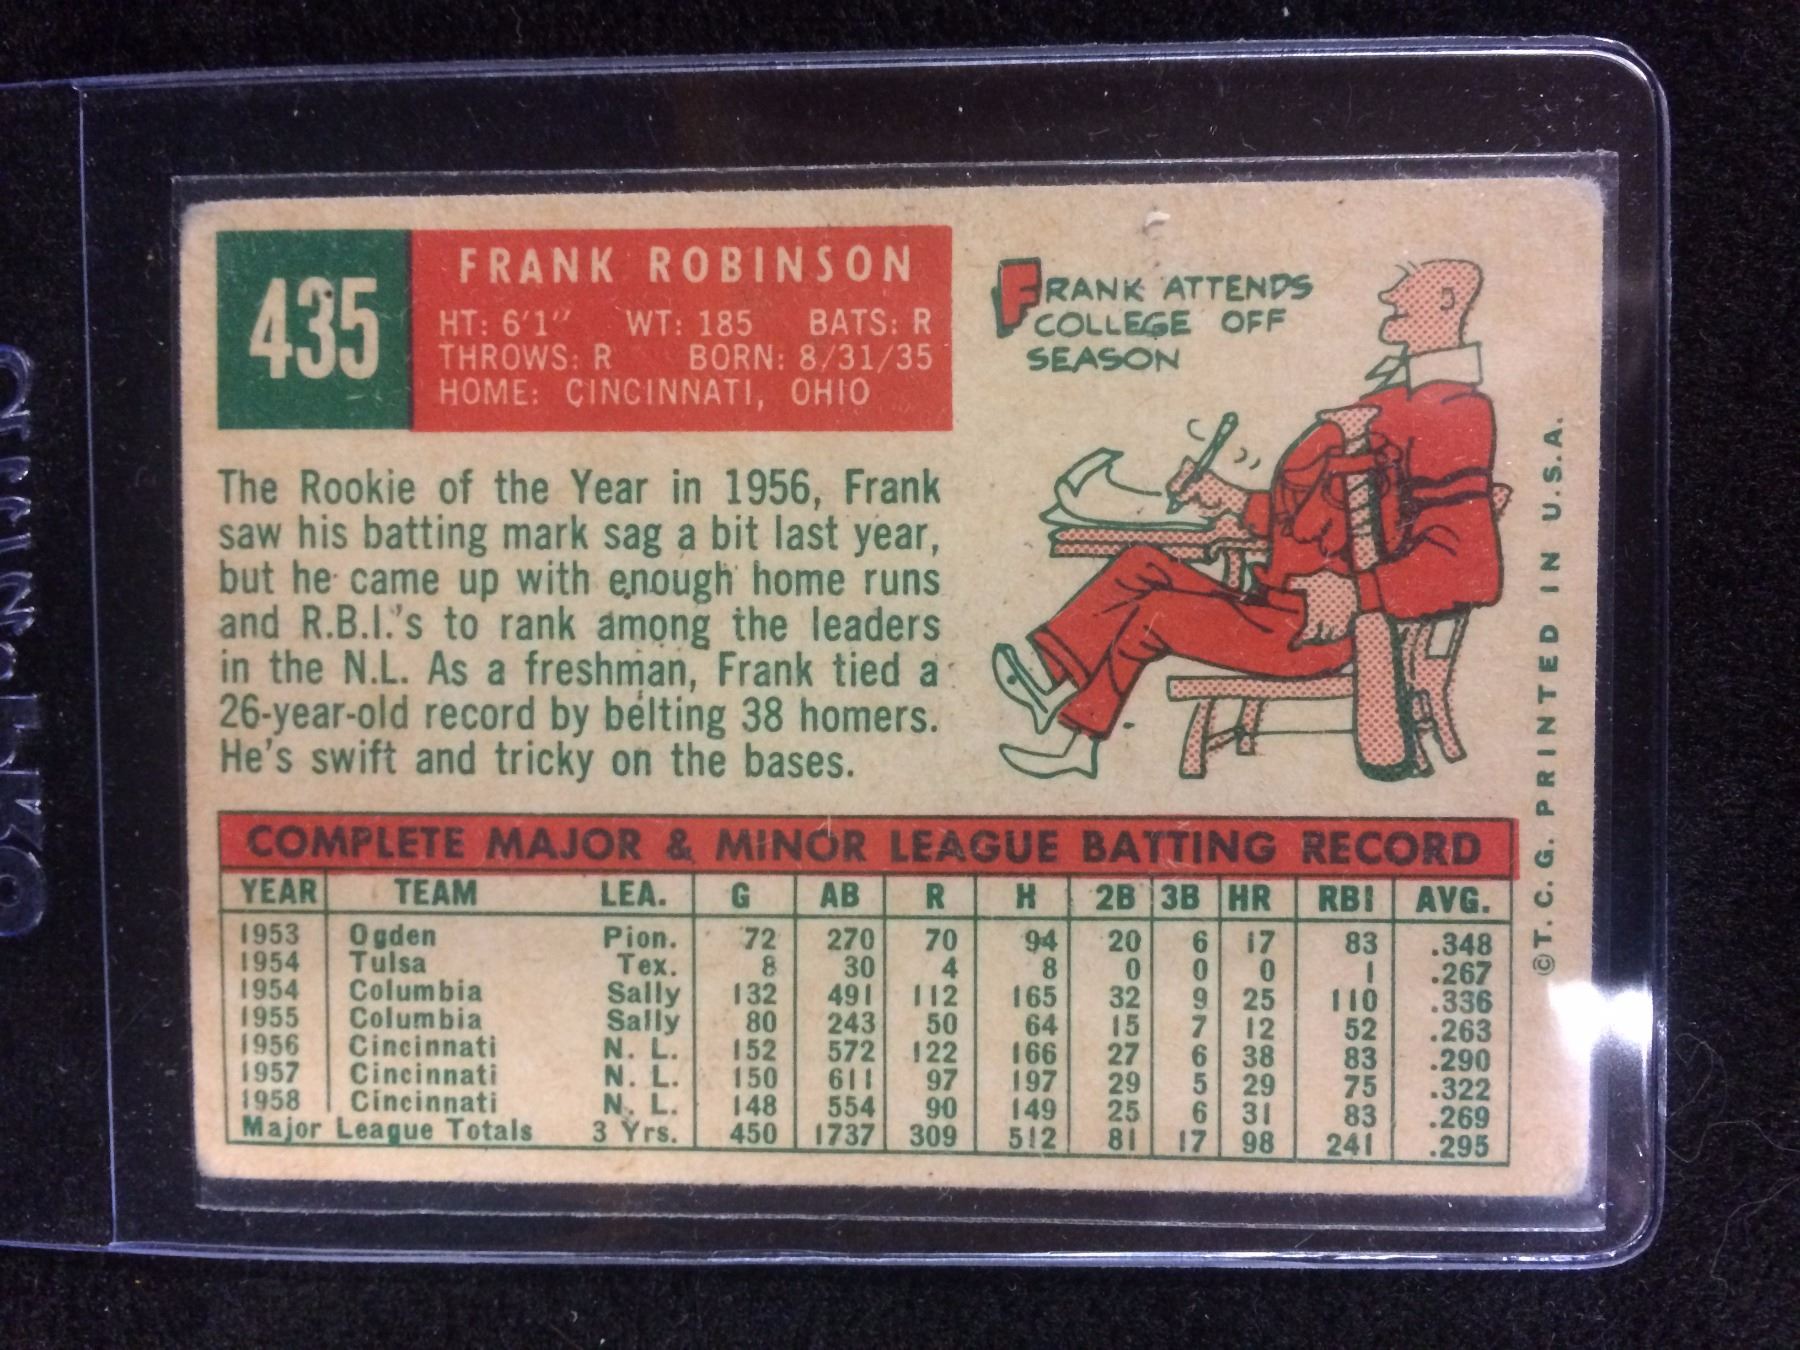 435
FRANK ROBINSON
HT: 6'1" WT: 185 BATS: R
THROWS: R BORN: 8/31/35
HOME: CINCINNATI, OHIO
FRANK ATTENDS
COLLEGE OFF
SEASON
The Rookie of the Year in 1956, Frank
saw his batting mark sag a bit last year,
but he came up with enough home runs
and R.B.I.'s to rank among the leaders
in the N.L. As a freshman, Frank tied a
26-year-old record by belting 38 homers.
He's swift and tricky on the bases.
COMPLETE MAJOR & MINOR LEAGUE BATTING RECORD
YEAR TEAM LEA. G AB R H 2B 3B HR RBI AVG.
1953 Ogden Pion. 72 270 70 94 20 6 17 83 .348
1954 Tulsa Tex. 8 30 4 8 0 0 0 1 .267
1954 Columbia Sally 132 491 112 165 32 9 25 110 .336
1955 Columbia Sally 80 243 50 64 15 7 12 52 .263
1956 Cincinnati N. L. 152 572 122 166 27 6 38 83 .290
1957 Cincinnati N. L. 150 611 97 197 29 5 29 75 .322
1958 Cincinnati N. L. 148 554 90 149 25 6 31 83 .269
Major League Totals 3 Yrs. 450 1737 309 512 81 17 98 241 .295
© T. C. G. PRINTED IN U.S.A.